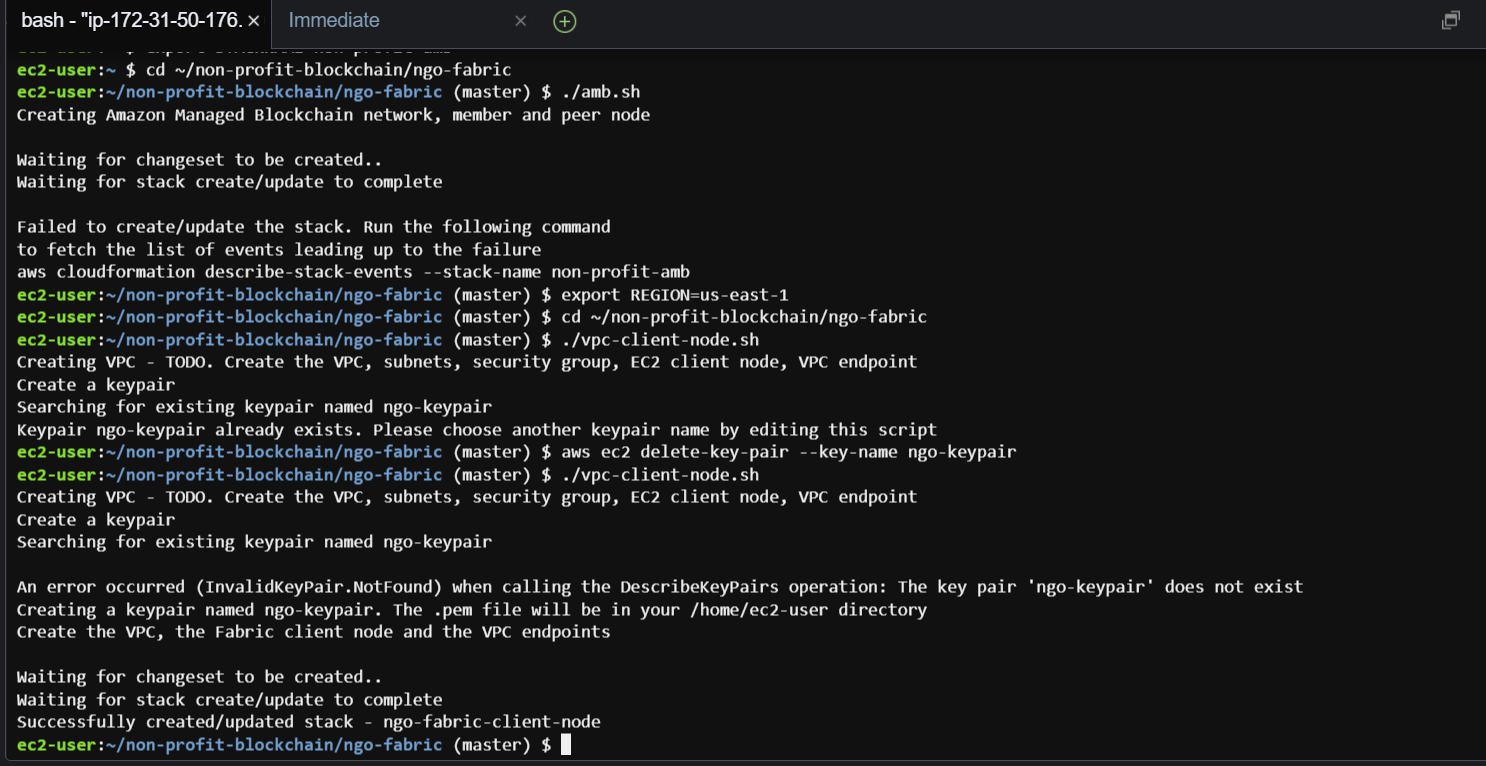 bash - "ip-172-31-50-176. ×
Immediate ×
ec2-user:~ $ cd ~/non-profit-blockchain/ngo-fabric
ec2-user:~/non-profit-blockchain/ngo-fabric (master) $ ./amb.sh
Creating Amazon Managed Blockchain network, member and peer node
Waiting for changeset to be created..
Waiting for stack create/update to complete
Failed to create/update the stack. Run the following command
to fetch the list of events leading up to the failure
aws cloudformation describe-stack-events --stack-name non-profit-amb
ec2-user:~/non-profit-blockchain/ngo-fabric (master) $ export REGION=us-east-1
ec2-user:~/non-profit-blockchain/ngo-fabric (master) $ cd ~/non-profit-blockchain/ngo-fabric
ec2-user:~/non-profit-blockchain/ngo-fabric (master) $ ./vpc-client-node.sh
Creating VPC - TODO. Create the VPC, subnets, security group, EC2 client node, VPC endpoint
Create a keypair
Searching for existing keypair named ngo-keypair
Keypair ngo-keypair already exists. Please choose another keypair name by editing this script
ec2-user:~/non-profit-blockchain/ngo-fabric (master) $ aws ec2 delete-key-pair --key-name ngo-keypair
ec2-user:~/non-profit-blockchain/ngo-fabric (master) $ ./vpc-client-node.sh
Creating VPC - TODO. Create the VPC, subnets, security group, EC2 client node, VPC endpoint
Create a keypair
Searching for existing keypair named ngo-keypair
An error occurred (InvalidKeyPair.NotFound) when calling the DescribeKeyPairs operation: The key pair 'ngo-keypair' does not exist
Creating a keypair named ngo-keypair. The .pem file will be in your /home/ec2-user directory
Create the VPC, the Fabric client node and the VPC endpoints
Waiting for changeset to be created..
Waiting for stack create/update to complete
Successfully created/updated stack - ngo-fabric-client-node
ec2-user:~/non-profit-blockchain/ngo-fabric (master) $